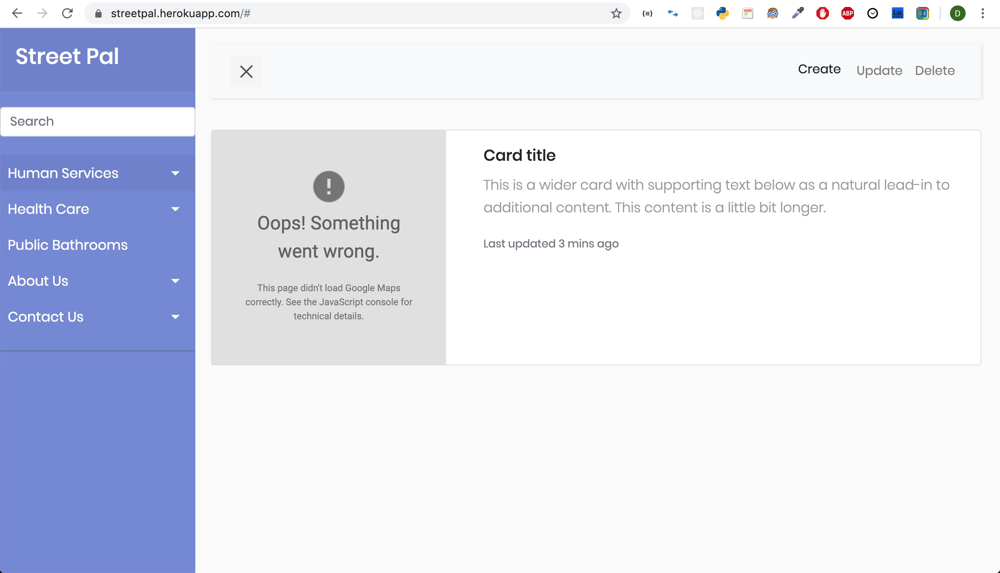 streetpal.herokuapp.com/#
{≡}
ABP
LM
DR
D
Street Pal
Search
Human Services
Health Care
Public Bathrooms
About Us
Contact Us
Create
Update
Delete
Oops! Something
went wrong.
This page didn't load Google Maps
correctly. See the JavaScript console for
technical details.
Card title
This is a wider card with supporting text below as a natural lead-in to
additional content. This content is a little bit longer.
Last updated 3 mins ago